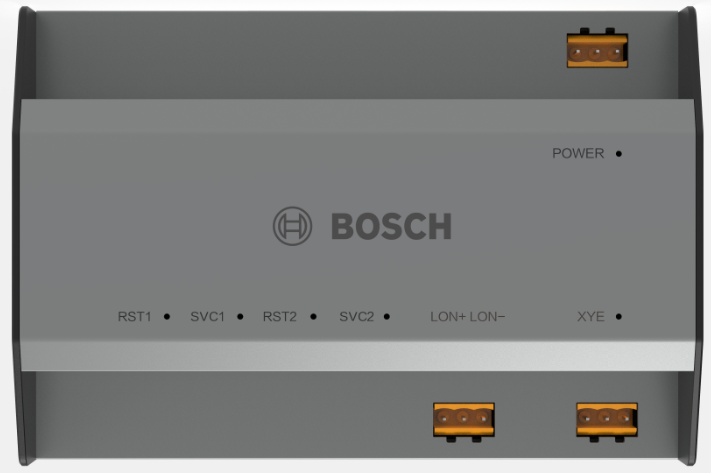 POWER
BOSCH
RST1 SVC1 RST2 SVC2 LON+ LON− XYE